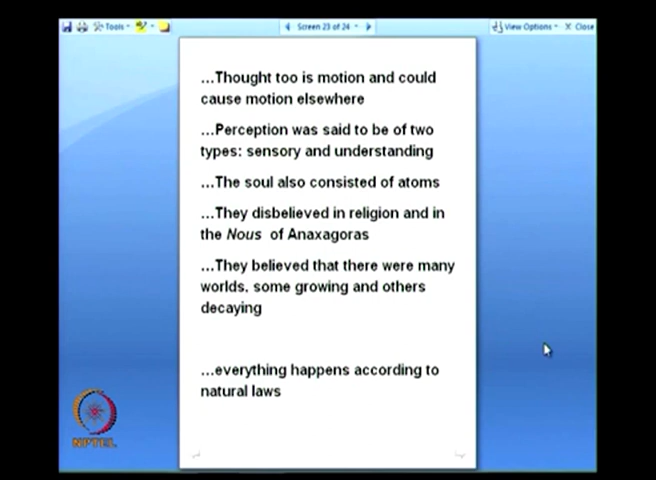 Tools
Screen 23 of 24
View Options
Close
...Thought too is motion and could
cause motion elsewhere
...Perception was said to be of two
types: sensory and understanding
...The soul also consisted of atoms
...They disbelieved in religion and in
the Nous of Anaxagoras
...They believed that there were many
worlds, some growing and others
decaying
...everything happens according to
natural laws
NPTEL